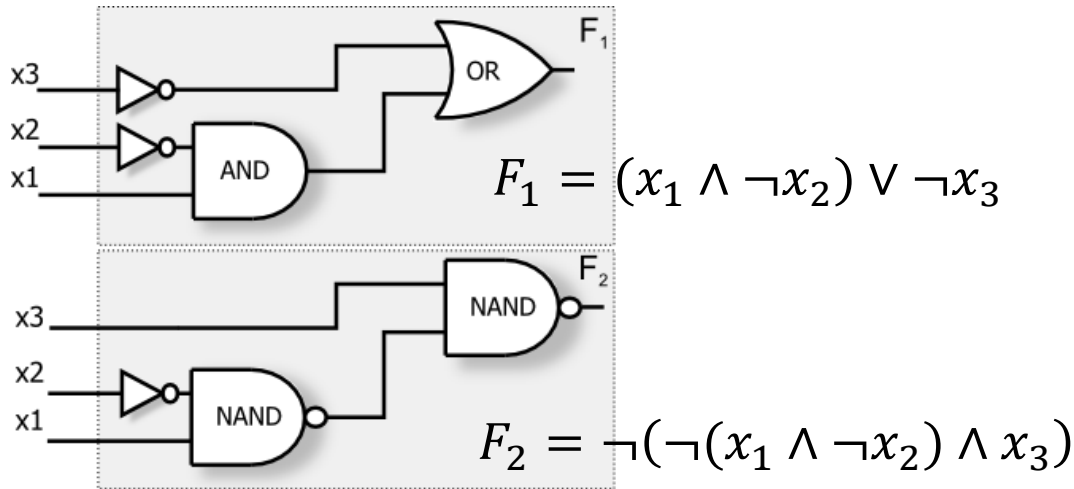 F₁
x3
OR
x2
x1
AND
F₁ = (x₁ ∧ ¬x₂) ∨ ¬x₃
F₂
x3
NAND
x2
x1
NAND
F₂ = ¬(¬(x₁ ∧ ¬x₂) ∧ x₃)